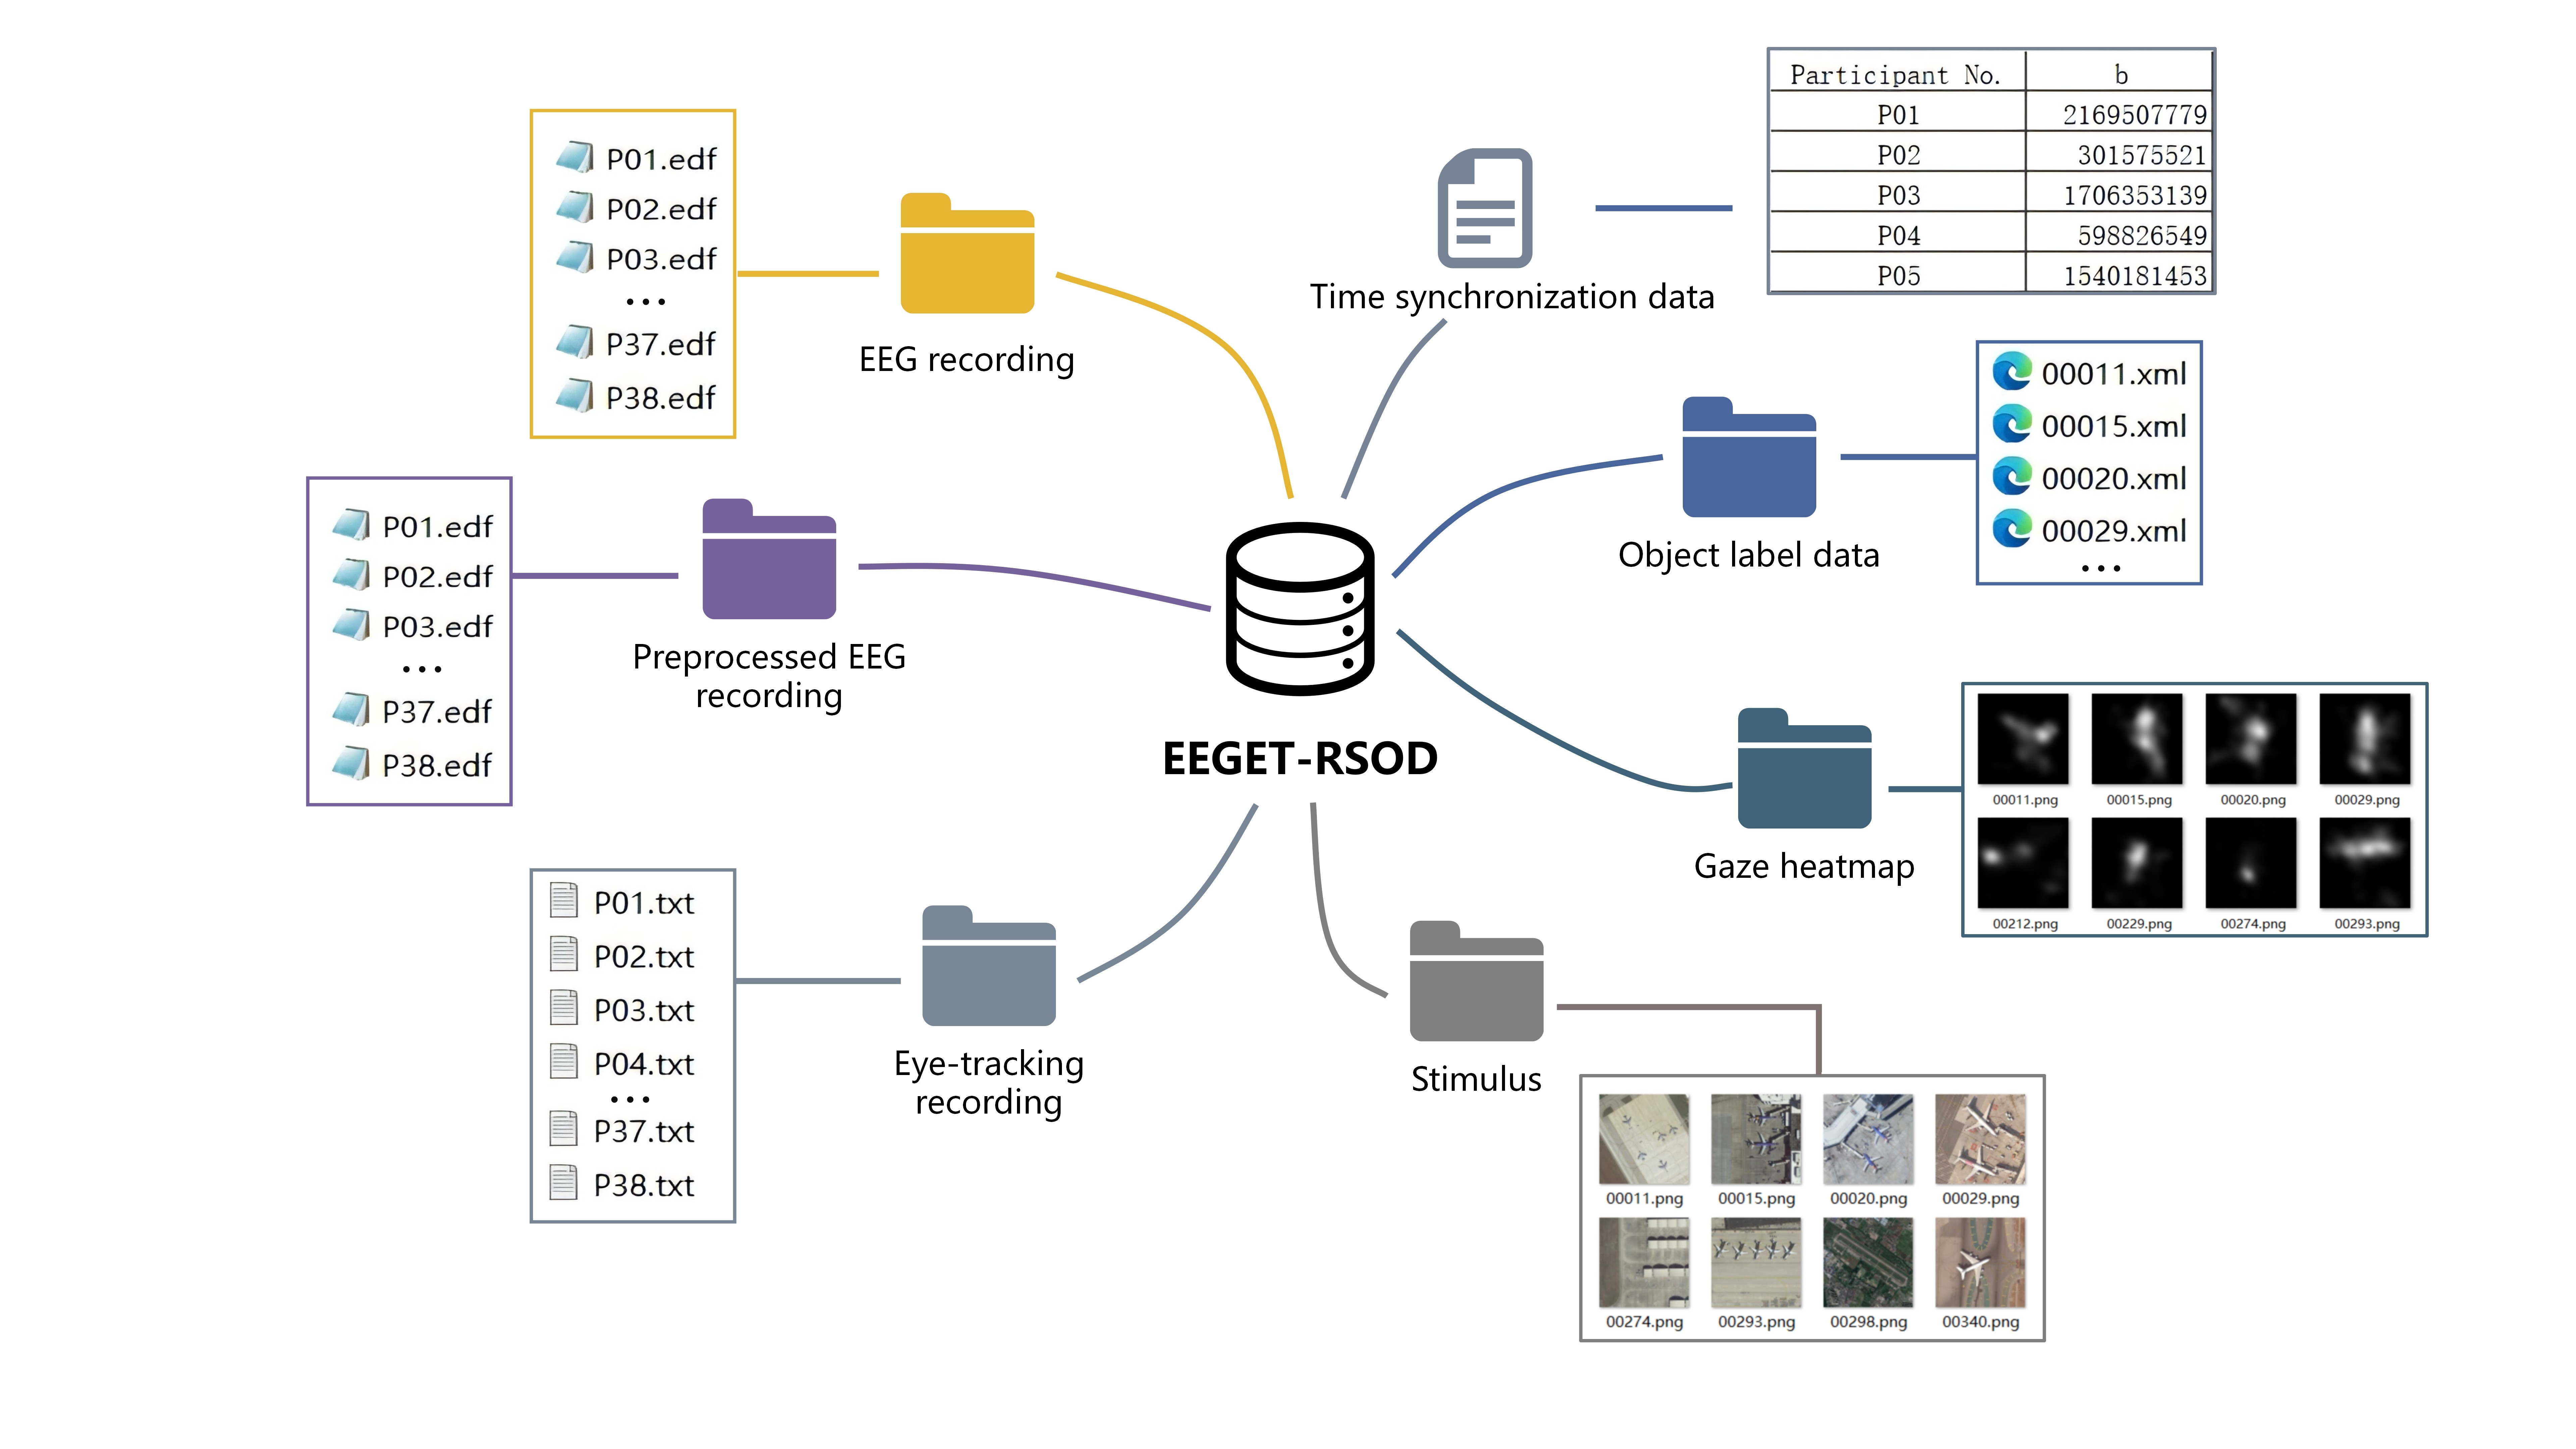 P01.edf
P02.edf
P03.edf
...
P37.edf
P38.edf
EEG recording
Participant No. b
P01 2169507779
P02 301575521
P03 1706353139
P04 598826549
P05 1540181453
Time synchronization data
00011.xml
00015.xml
00020.xml
00029.xml
...
Object label data
P01.edf
P02.edf
P03.edf
...
P37.edf
P38.edf
Preprocessed EEG
recording
EEGET-RSOD
00011.png 00015.png 00020.png 00029.png
00212.png 00229.png 00274.png 00293.png
Gaze heatmap
P01.txt
P02.txt
P03.txt
P04.txt
...
P37.txt
P38.txt
Eye-tracking
recording
Stimulus
00011.png 00015.png 00020.png 00029.png
00274.png 00293.png 00298.png 00340.png